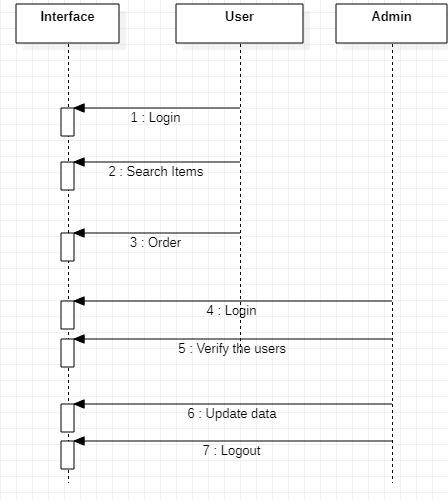 Interface
User
Admin
1 : Login
2 : Search Items
3 : Order
4 : Login
5 : Verify the users
6 : Update data
7 : Logout